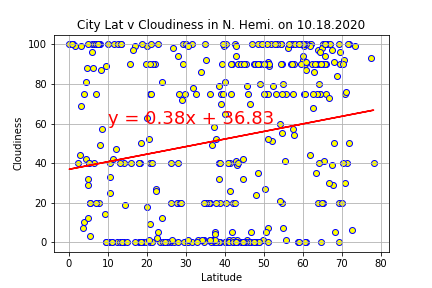 City Lat v Cloudiness in N. Hemi. on 10.18.2020
100
80
60
40
20
0
Cloudiness
y = 0.38x + 36.83
0 10 20 30 40 50 60 70 80
Latitude